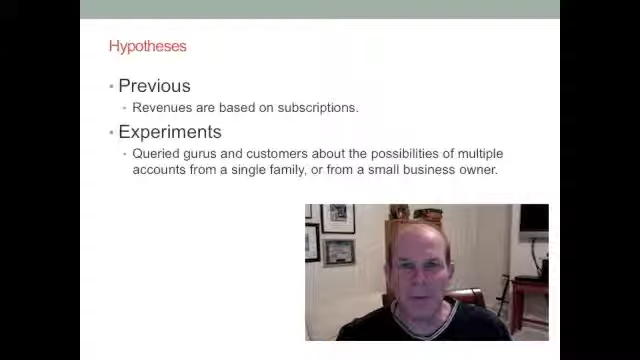 Hypotheses
Previous
Revenues are based on subscriptions.
Experiments
Queried gurus and customers about the possibilities of multiple
accounts from a single family, or from a small business owner.